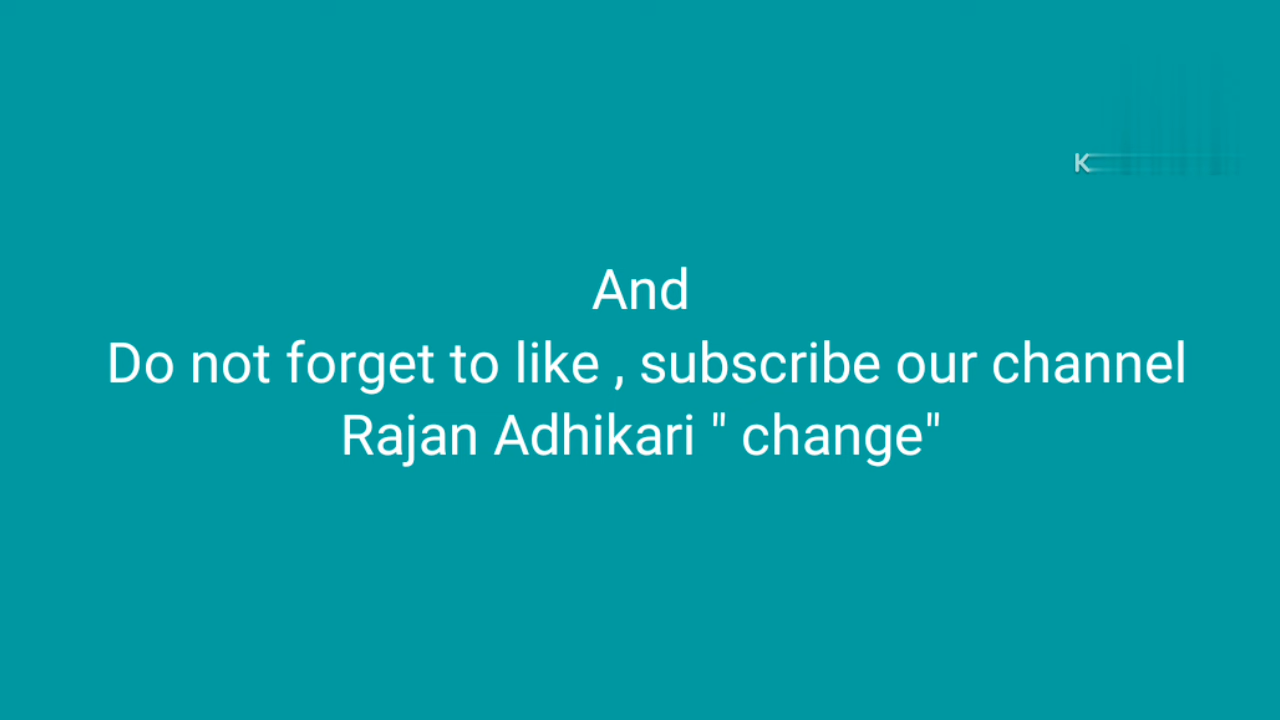 K
And
Do not forget to like , subscribe our channel
Rajan Adhikari " change"